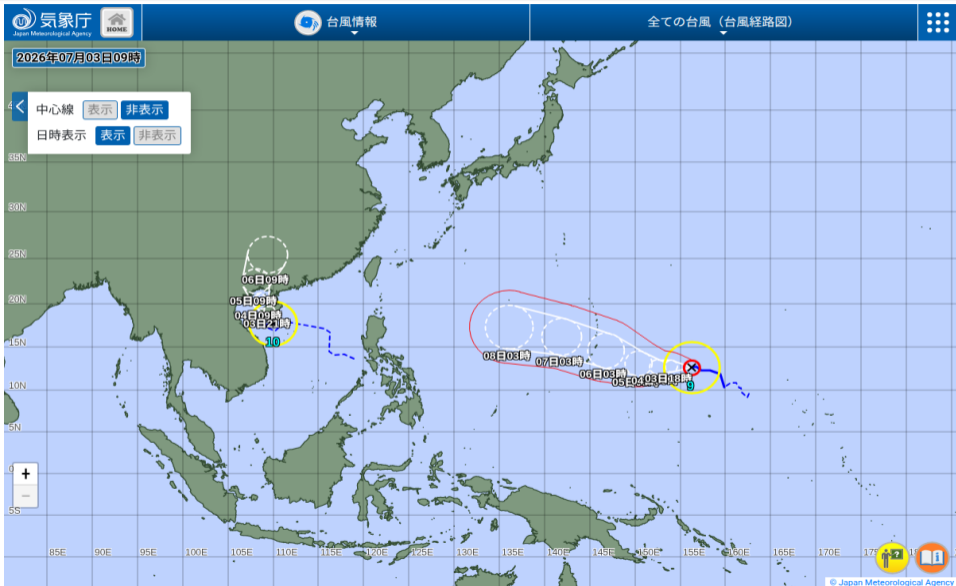 気象庁
Japan Meteorological Agency
HOME
台風情報
全ての台風（台風経路図）
2026年07月03日09時
中心線 表示 非表示
日時表示 表示 非表示
35N
30N
25N
20N
15N
10N
5N
0
5S
06日09時
05日09時
04日09時
03日21時
10
08日03時
07日03時
06日03時
03日18時
9
+
−
85E 90E 95E 100E 105E 110E 115E 120E 125E 130E 135E 140E 145E 150E 155E 160E 165E 170E 175E
© Japan Meteorological Agency